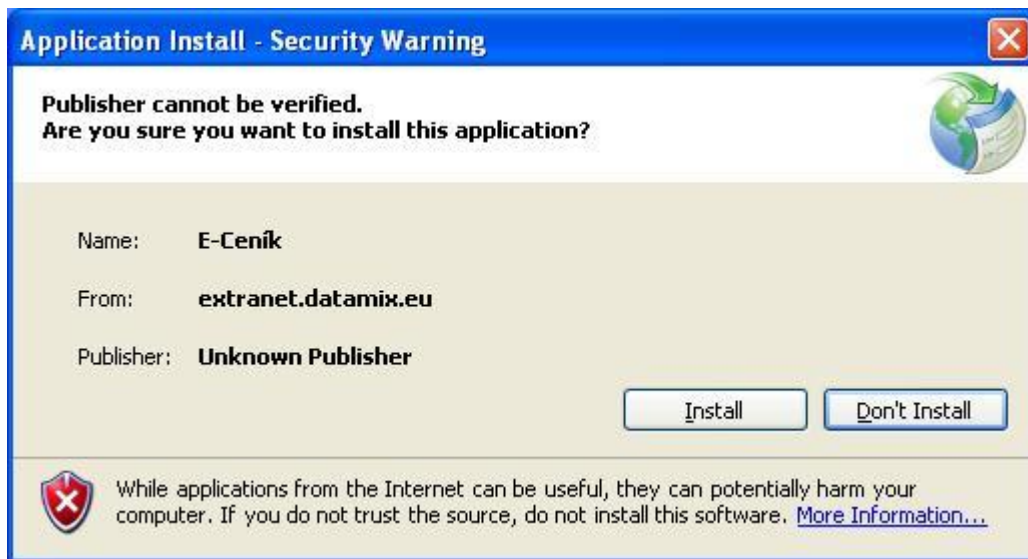 Application Install - Security Warning
Publisher cannot be verified.
Are you sure you want to install this application?
Name: E-Ceník
From: extranet.datamix.eu
Publisher: Unknown Publisher
Install Don't Install
While applications from the Internet can be useful, they can potentially harm your
computer. If you do not trust the source, do not install this software. More Information...